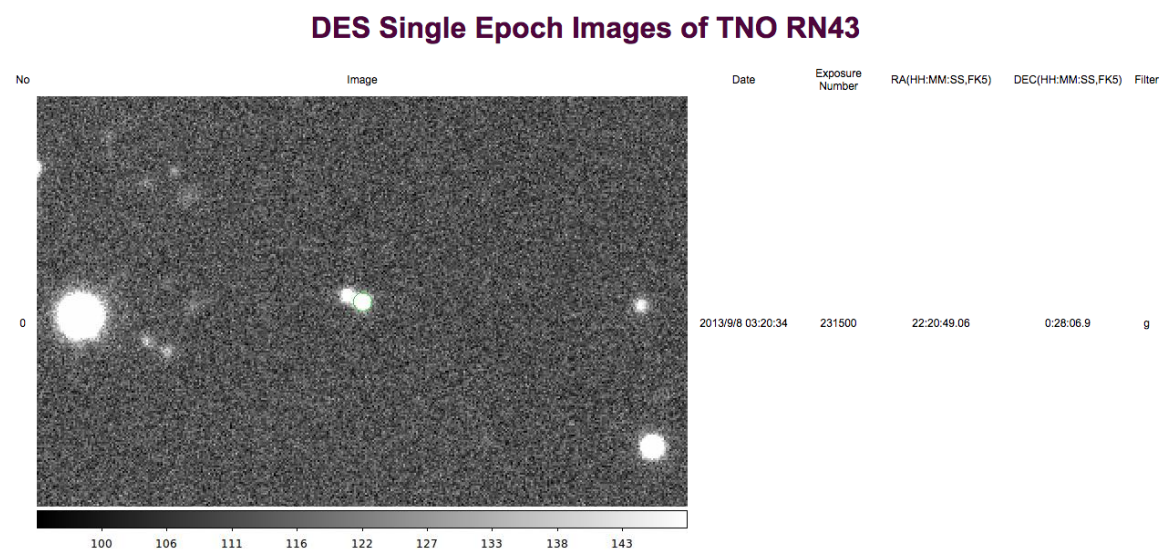 DES Single Epoch Images of TNO RN43
No Image Date Exposure Number RA(HH:MM:SS,FK5) DEC(HH:MM:SS,FK5) Filter
0 2013/9/8 03:20:34 231500 22:20:49.06 0:28:06.9 g
100 106 111 116 122 127 133 138 143